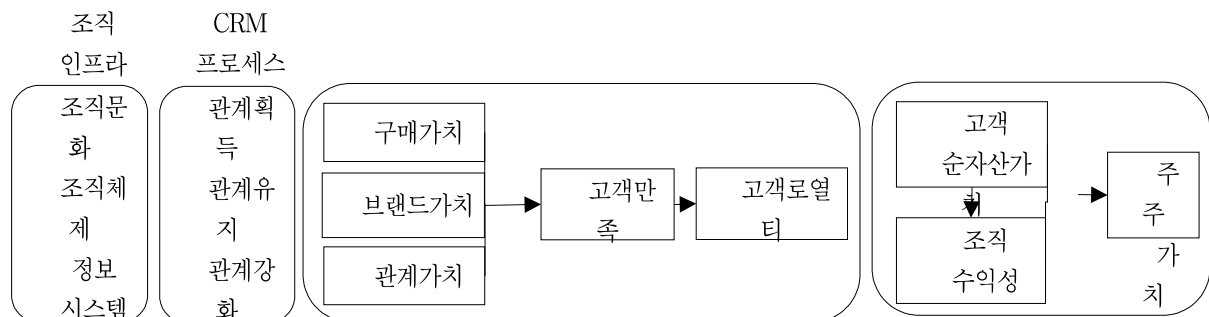 조직
인프라
CRM
프로세스
조직문
화
조직체
제
정보
시스템
관계획
득
관계유
지
관계강
화
구매가치
브랜드가치
관계가치
고객만
족
고객로열
티
고객
순자산가
치
조직
수익성
주
주
가
치